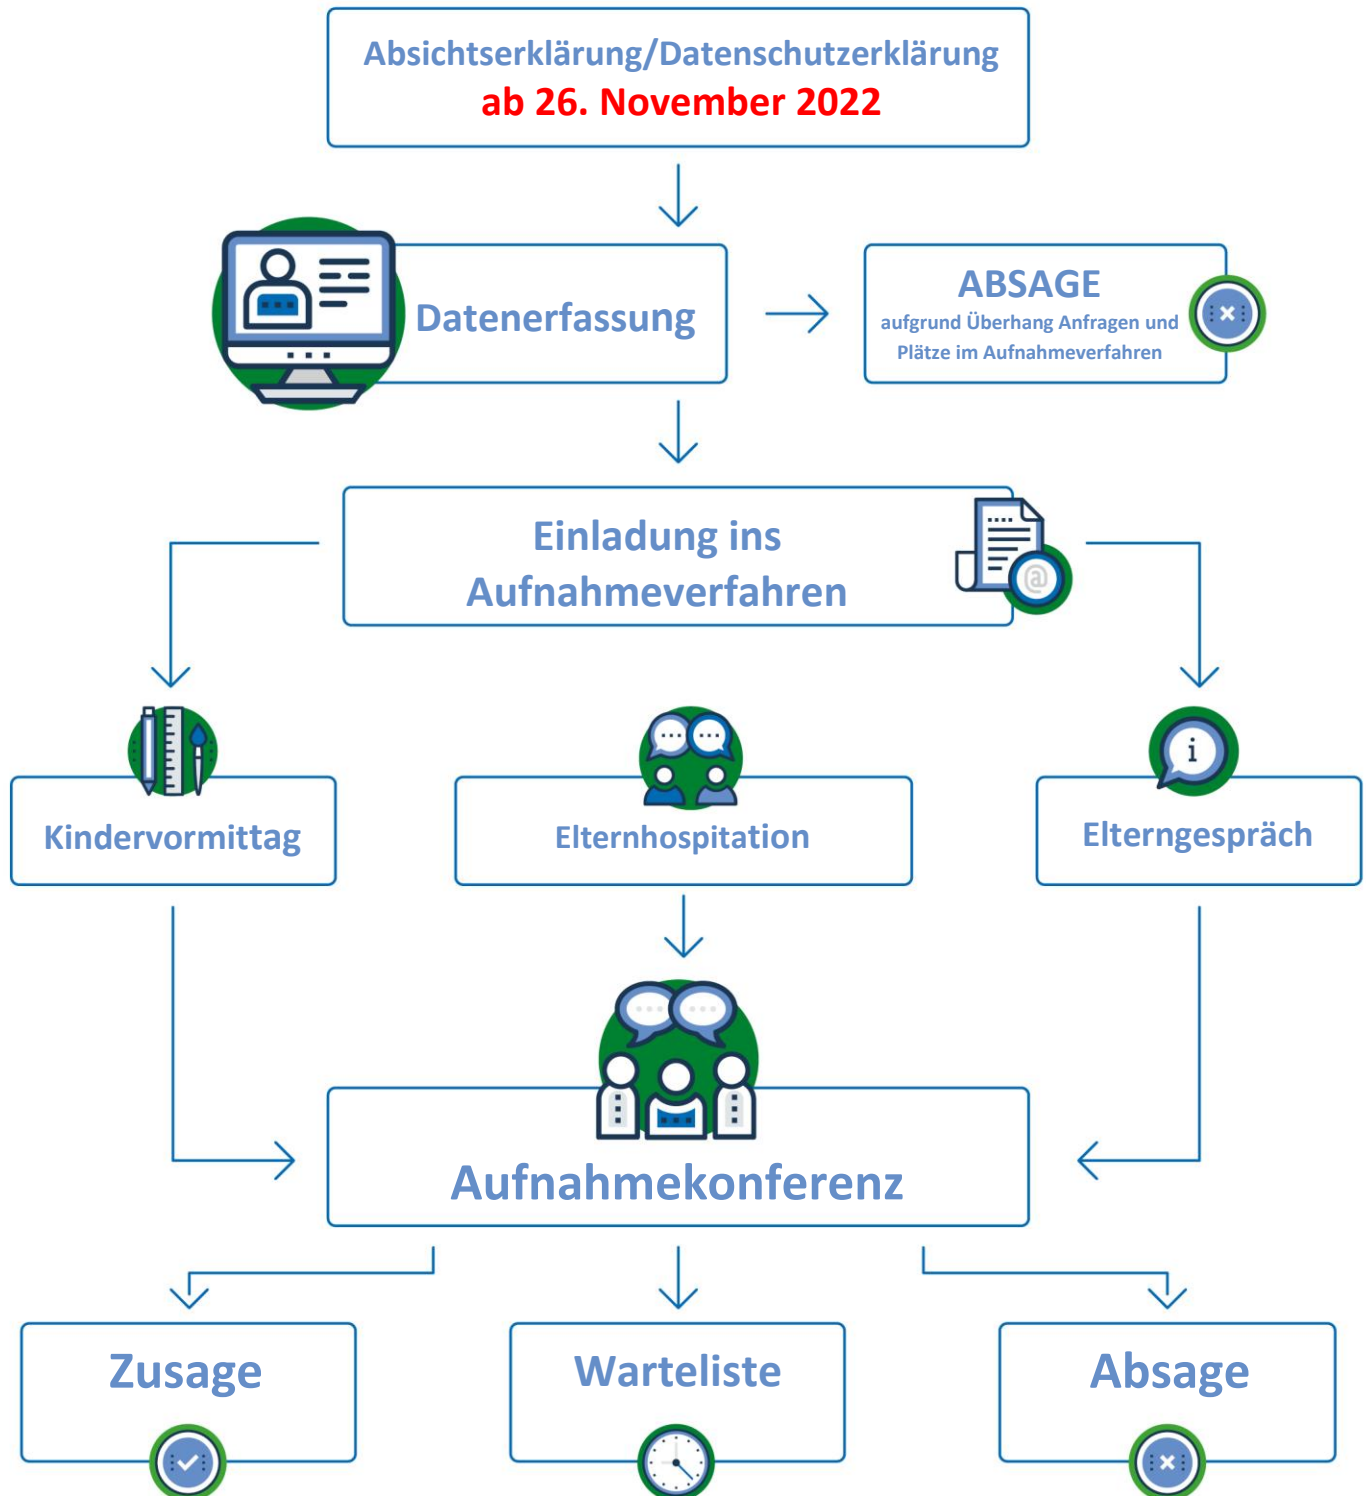 Absichtserklärung/Datenschutzerklärung
ab 26. November 2022
Datenerfassung
ABSAGE
aufgrund Überhang Anfragen und
Plätze im Aufnahmeverfahren
Einladung ins
Aufnahmeverfahren
@
i
Kindervormittag
Elternhospitation
Elterngespräch
Aufnahmekonferenz
Zusage
Warteliste
Absage